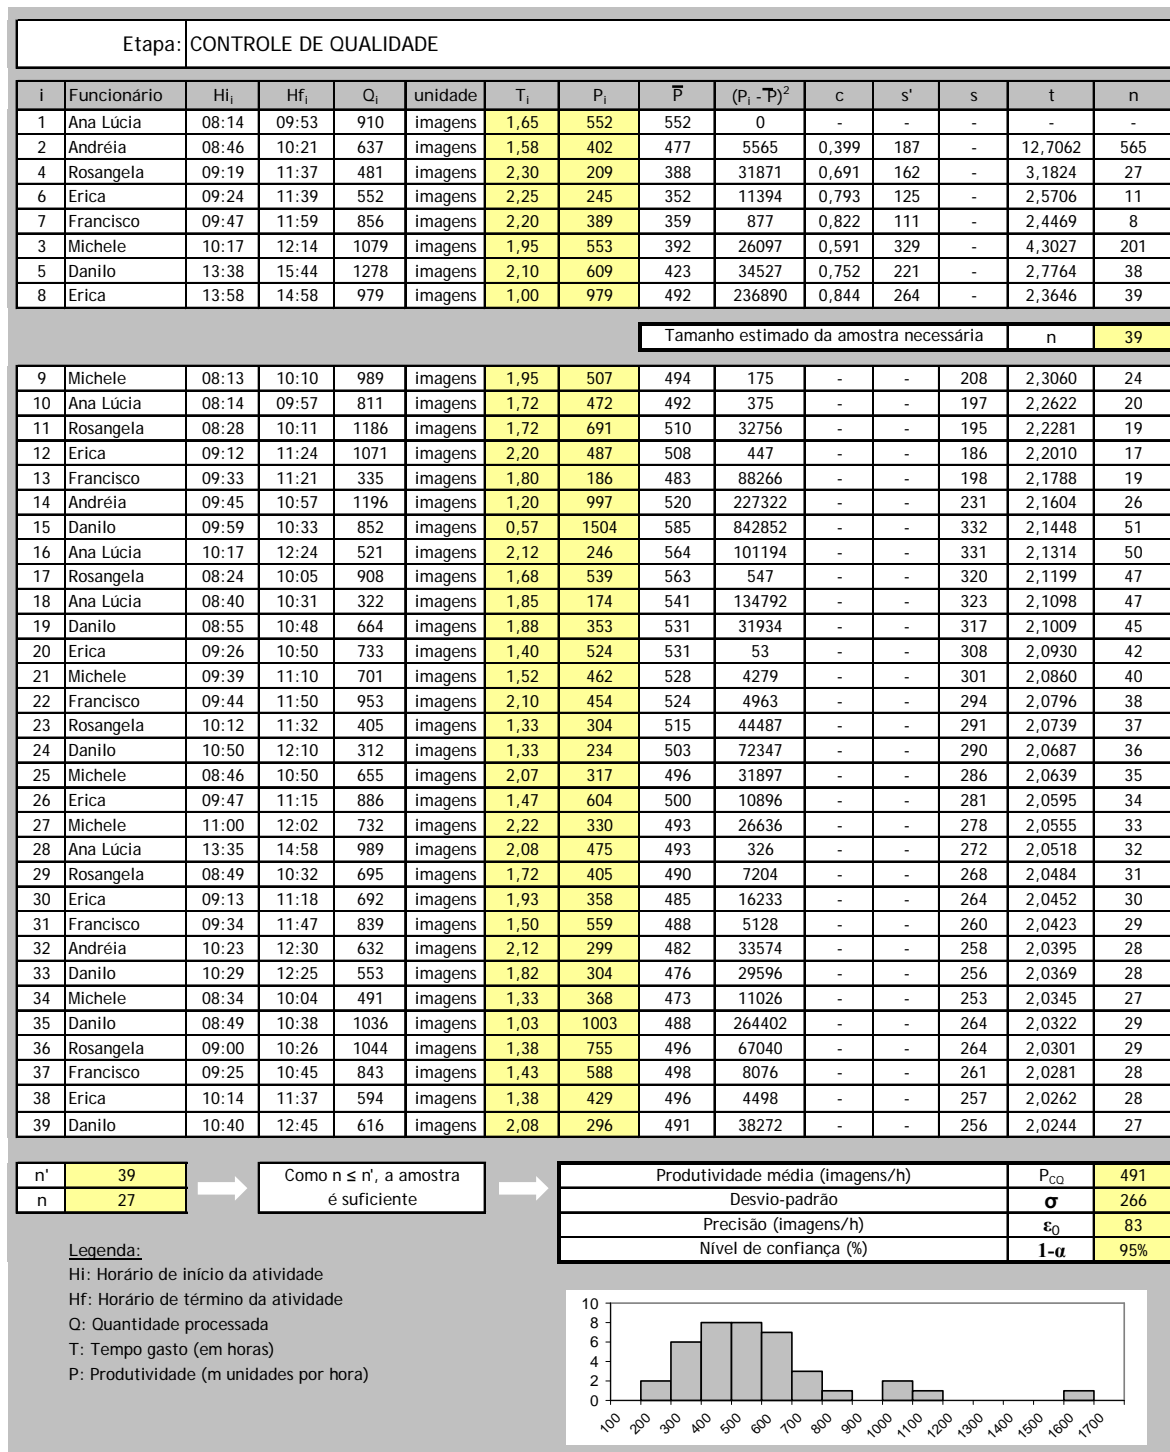 Etapa: CONTROLE DE QUALIDADE
i Funcionário Hi_i Hf_i Q_i unidade T_i P_i P̅ (P_i - P̅)² c s' s t n
1 Ana Lúcia 08:14 09:53 910 imagens 1,65 552 552 0 - - - - -
2 Andréia 08:46 10:21 637 imagens 1,58 402 477 5565 0,399 187 - 12,7062 565
4 Rosangela 09:19 11:37 481 imagens 2,30 209 388 31871 0,691 162 - 3,1824 27
6 Erica 09:24 11:39 552 imagens 2,25 245 352 11394 0,793 125 - 2,5706 11
7 Francisco 09:47 11:59 856 imagens 2,20 389 359 877 0,822 111 - 2,4469 8
3 Michele 10:17 12:14 1079 imagens 1,95 553 392 26097 0,591 329 - 4,3027 201
5 Danilo 13:38 15:44 1278 imagens 2,10 609 423 34527 0,752 221 - 2,7764 38
8 Erica 13:58 14:58 979 imagens 1,00 979 492 236890 0,844 264 - 2,3646 39
Tamanho estimado da amostra necessária n 39
9 Michele 08:13 10:10 989 imagens 1,95 507 494 175 - - 208 2,3060 24
10 Ana Lúcia 08:14 09:57 811 imagens 1,72 472 492 375 - - 197 2,2622 20
11 Rosangela 08:28 10:11 1186 imagens 1,72 691 510 32756 - - 195 2,2281 19
12 Erica 09:12 11:24 1071 imagens 2,20 487 508 447 - - 186 2,2010 17
13 Francisco 09:33 11:21 335 imagens 1,80 186 483 88266 - - 198 2,1788 19
14 Andréia 09:45 10:57 1196 imagens 1,20 997 520 227322 - - 231 2,1604 26
15 Danilo 09:59 10:33 852 imagens 0,57 1504 585 842852 - - 332 2,1448 51
16 Ana Lúcia 10:17 12:24 521 imagens 2,12 246 564 101194 - - 331 2,1314 50
17 Rosangela 08:24 10:05 908 imagens 1,68 539 563 547 - - 320 2,1199 47
18 Ana Lúcia 08:40 10:31 322 imagens 1,85 174 541 134792 - - 323 2,1098 47
19 Danilo 08:55 10:48 664 imagens 1,88 353 531 31934 - - 317 2,1009 45
20 Erica 09:26 10:50 733 imagens 1,40 524 531 53 - - 308 2,0930 42
21 Michele 09:39 11:10 701 imagens 1,52 462 528 4279 - - 301 2,0860 40
22 Francisco 09:44 11:50 953 imagens 2,10 454 524 4963 - - 294 2,0796 38
23 Rosangela 10:12 11:32 405 imagens 1,33 304 515 44487 - - 291 2,0739 37
24 Danilo 10:50 12:10 312 imagens 1,33 234 503 72347 - - 290 2,0687 36
25 Michele 08:46 10:50 655 imagens 2,07 317 496 31897 - - 286 2,0639 35
26 Erica 09:47 11:15 886 imagens 1,47 604 500 10896 - - 281 2,0595 34
27 Michele 11:00 12:02 732 imagens 2,22 330 493 26636 - - 278 2,0555 33
28 Ana Lúcia 13:35 14:58 989 imagens 2,08 475 493 326 - - 272 2,0518 32
29 Rosangela 08:49 10:32 695 imagens 1,72 405 490 7204 - - 268 2,0484 31
30 Erica 09:13 11:18 692 imagens 1,93 358 485 16233 - - 264 2,0452 30
31 Francisco 09:34 11:47 839 imagens 1,50 559 488 5128 - - 260 2,0423 29
32 Andréia 10:23 12:30 632 imagens 2,12 299 482 33574 - - 258 2,0395 28
33 Danilo 10:29 12:25 553 imagens 1,82 304 476 29596 - - 256 2,0369 28
34 Michele 08:34 10:04 491 imagens 1,33 368 473 11026 - - 253 2,0345 27
35 Danilo 08:49 10:38 1036 imagens 1,03 1003 488 264402 - - 264 2,0322 29
36 Rosangela 09:00 10:26 1044 imagens 1,38 755 496 67040 - - 264 2,0301 29
37 Francisco 09:25 10:45 843 imagens 1,43 588 498 8076 - - 261 2,0281 28
38 Erica 10:14 11:37 594 imagens 1,38 429 496 4498 - - 257 2,0262 28
39 Danilo 10:40 12:45 616 imagens 2,08 296 491 38272 - - 256 2,0244 27
n' 39
n 27
Como n ≤ n', a amostra
é suficiente
Produtividade média (imagens/h) P_CQ 491
Desvio-padrão σ 266
Precisão (imagens/h) ε_0 83
Nível de confiança (%) 1-α 95%
Legenda:
Hi: Horário de início da atividade
Hf: Horário de término da atividade
Q: Quantidade processada
T: Tempo gasto (em horas)
P: Produtividade (m unidades por hora)
10
8
6
4
2
0
100 200 300 400 500 600 700 800 900 1000 1100 1200 1300 1400 1500 1600 1700